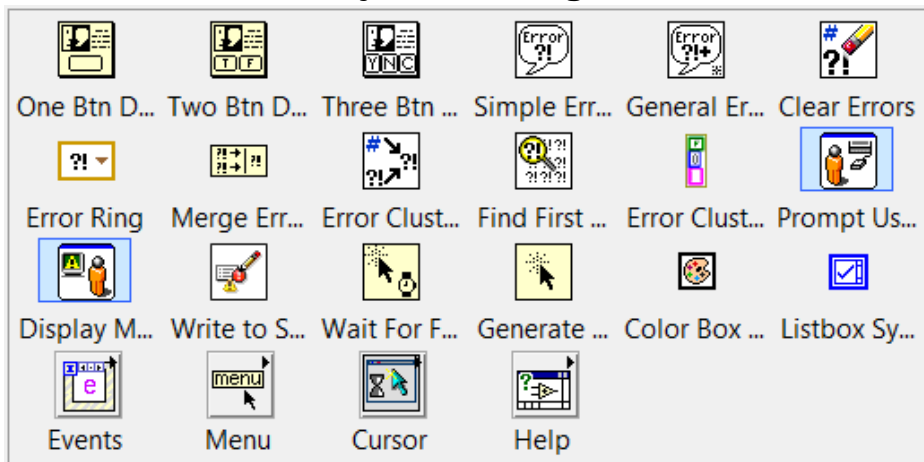 One Btn D... Two Btn D... Three Btn ... Simple Err... General Er... Clear Errors
Error Ring Merge Err... Error Clust... Find First ... Error Clust... Prompt Us...
Display M... Write to S... Wait For F... Generate ... Color Box ... Listbox Sy...
Events Menu Cursor Help